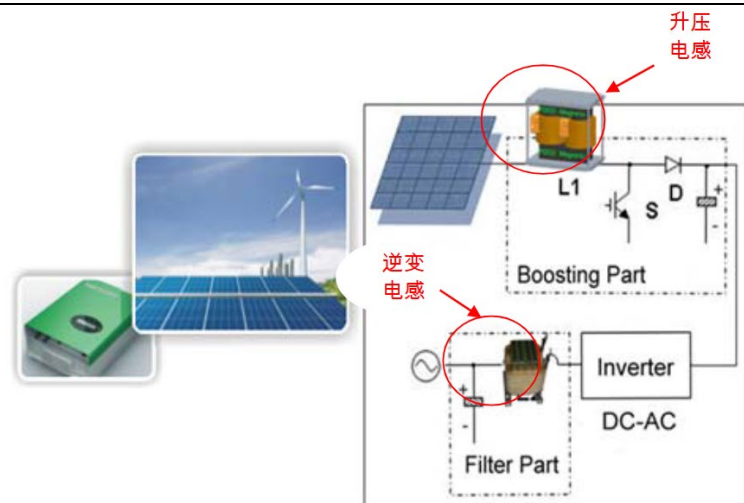 升压
电感
L1
S
D
+
-
Boosting Part
逆变
电感
Inverter
DC-AC
+
-
Filter Part